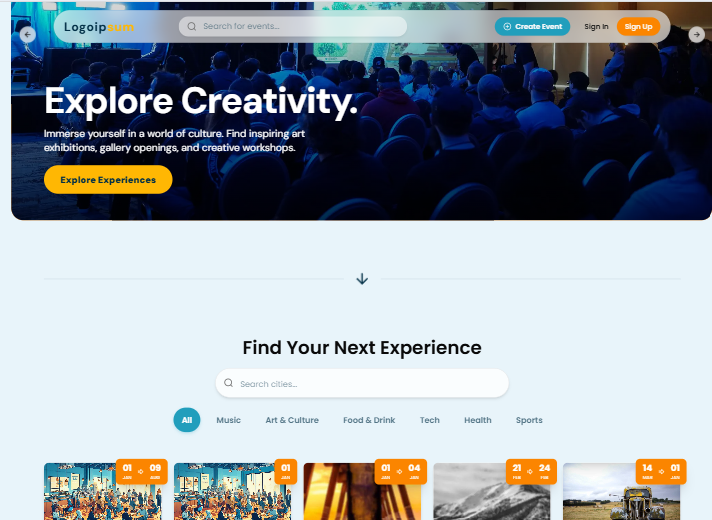 Logoipsum
Search for events...
Create Event
Sign In
Sign Up
Explore Creativity.
Immerse yourself in a world of culture. Find inspiring art
exhibitions, gallery openings, and creative workshops.
Explore Experiences
Find Your Next Experience
Search cities...
All Music Art & Culture Food & Drink Tech Health Sports
01 09
JAN
01
JAN
01 04
JAN JAN
21 24
FEB FEB
14 01